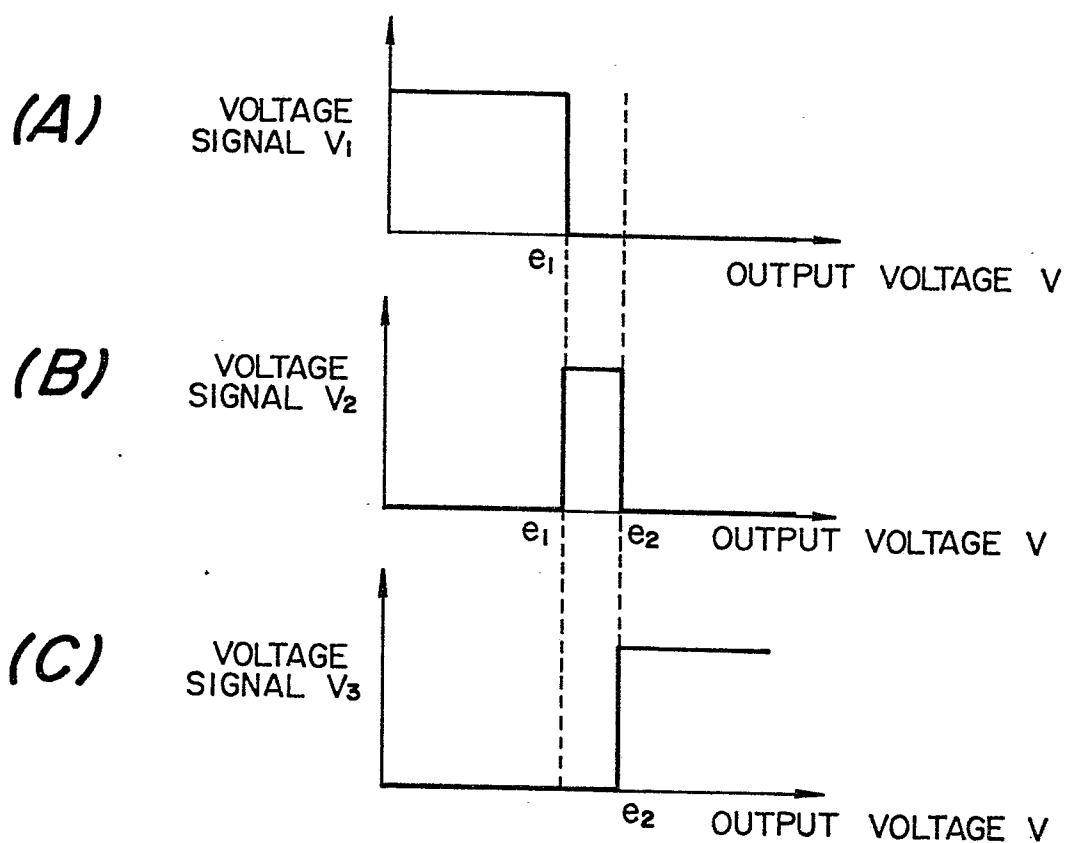 (A)
VOLTAGE
SIGNAL V1
e1
OUTPUT VOLTAGE V
(B)
VOLTAGE
SIGNAL V2
e1
e2
OUTPUT VOLTAGE V
(C)
VOLTAGE
SIGNAL V3
e2
OUTPUT VOLTAGE V